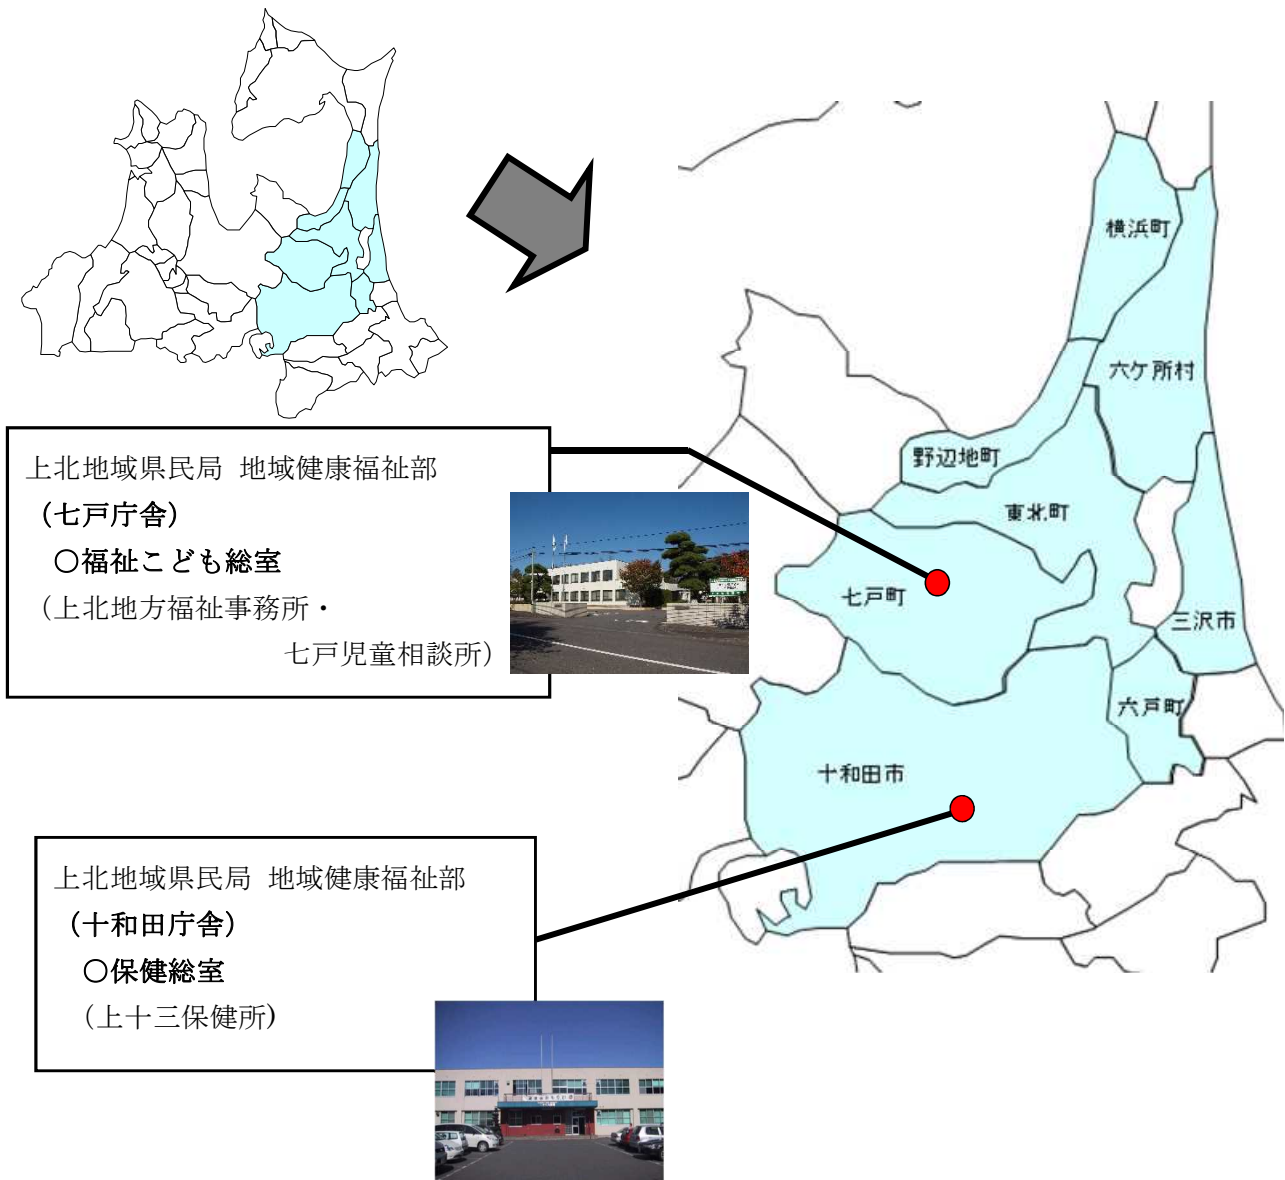 横浜町
六ケ所村
野辺地町
東北町
七戸町
三沢市
六戸町
十和田市
上北地域県民局 地域健康福祉部
(七戸庁舎)
○福祉こども総室
(上北地方福祉事務所・
七戸児童相談所)
上北地域県民局 地域健康福祉部
(十和田庁舎)
○保健総室
(上十三保健所)